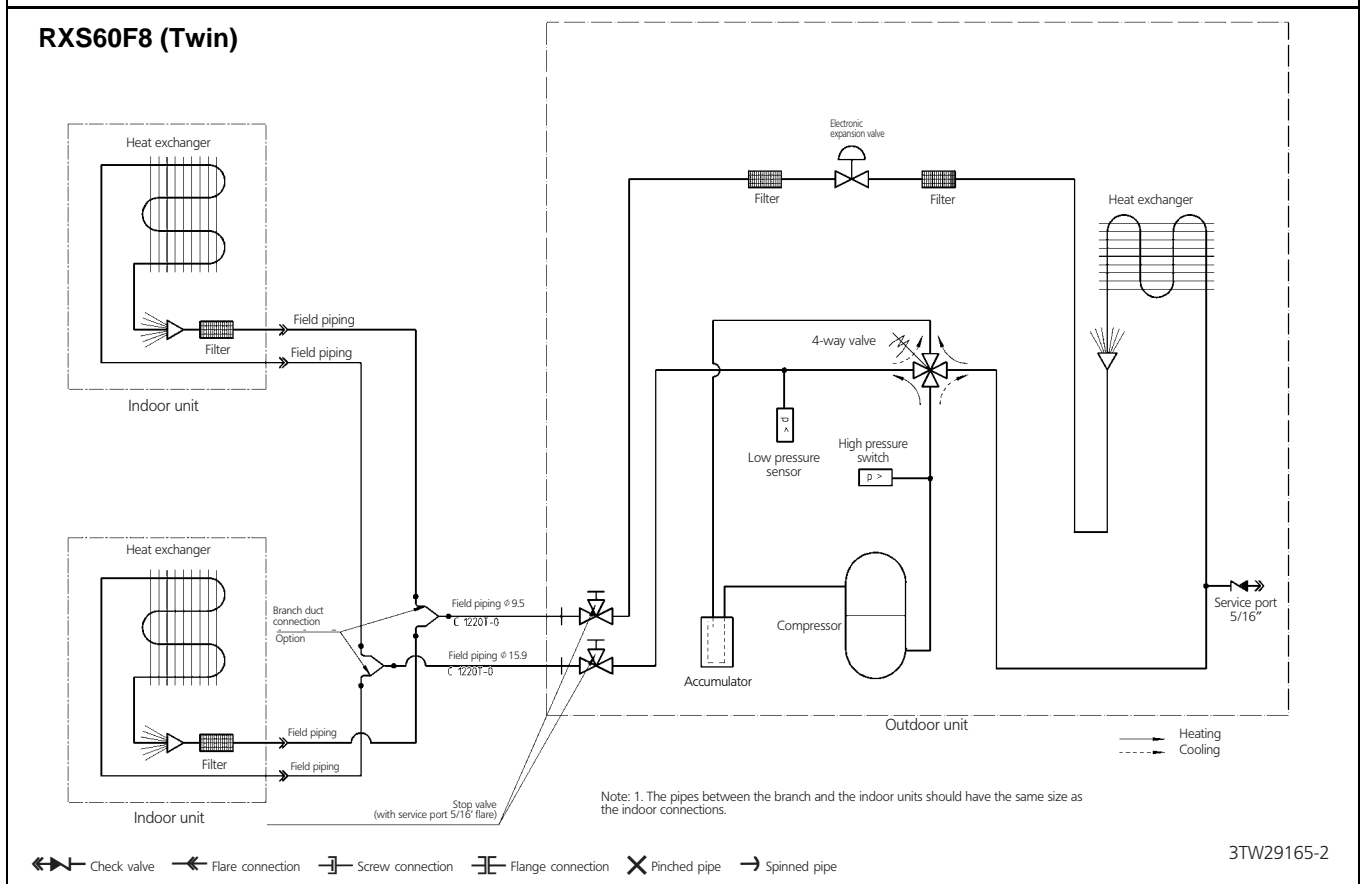 RXS60F8 (Twin)
Electronic
expansion valve
Heat exchanger
Filter
Filter
Heat exchanger
Field piping
4-way valve
Filter
Field piping
Indoor unit
High pressure
switch
Low pressure
sensor
p <
p >
Heat exchanger
Branch duct
connection
Option
Field piping φ 9.5
C 1220T-0
Service port
5/16"
Compressor
Field piping φ 15.9
C 1220T-0
Accumulator
Outdoor unit
Field piping
Heating
Cooling
Filter
Field piping
Stop valve
(with service port 5/16' flare)
Note: 1. The pipes between the branch and the indoor units should have the same size as
the indoor connections.
Indoor unit
3TW29165-2
Check valve
Flare connection
Screw connection
Flange connection
Pinched pipe
Spinned pipe